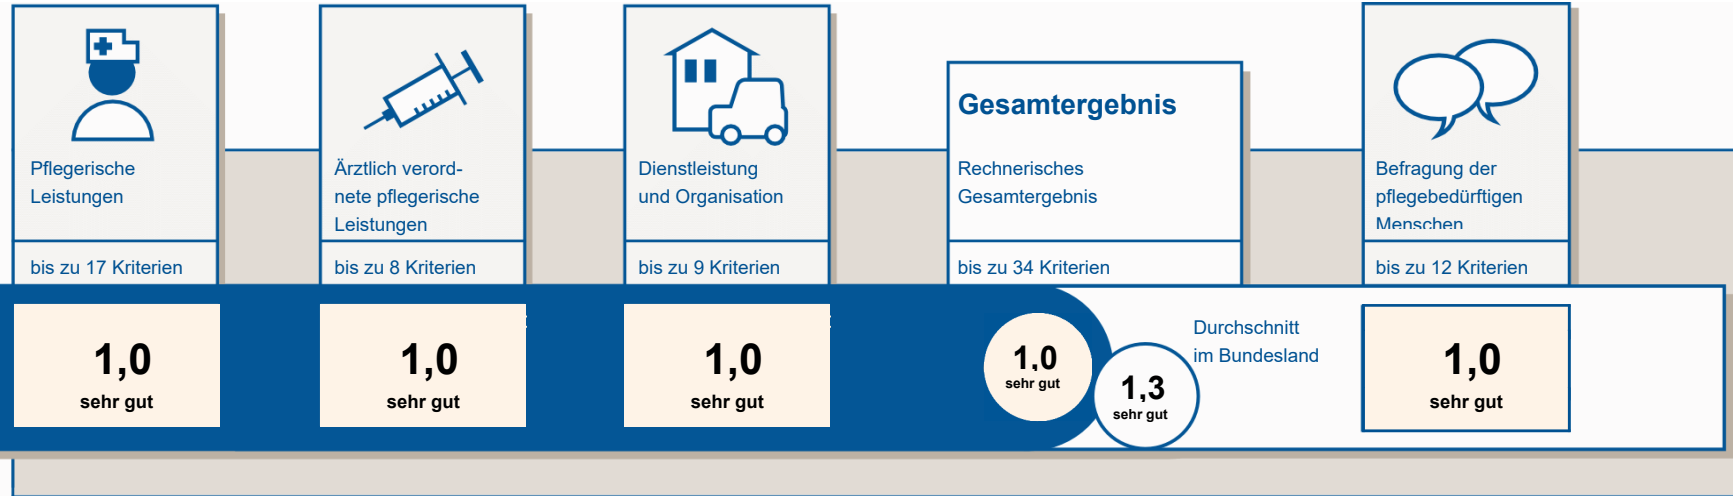 Pflegerische
Leistungen
bis zu 17 Kriterien
1,0
sehr gut
Ärztlich verord-
nete pflegerische
Leistungen
bis zu 8 Kriterien
1,0
sehr gut
Dienstleistung
und Organisation
bis zu 9 Kriterien
1,0
sehr gut
Gesamtergebnis
Rechnerisches
Gesamtergebnis
bis zu 34 Kriterien
1,0
sehr gut
1,3
sehr gut
Durchschnitt
im Bundesland
Befragung der
pflegebedürftigen
Menschen
bis zu 12 Kriterien
1,0
sehr gut